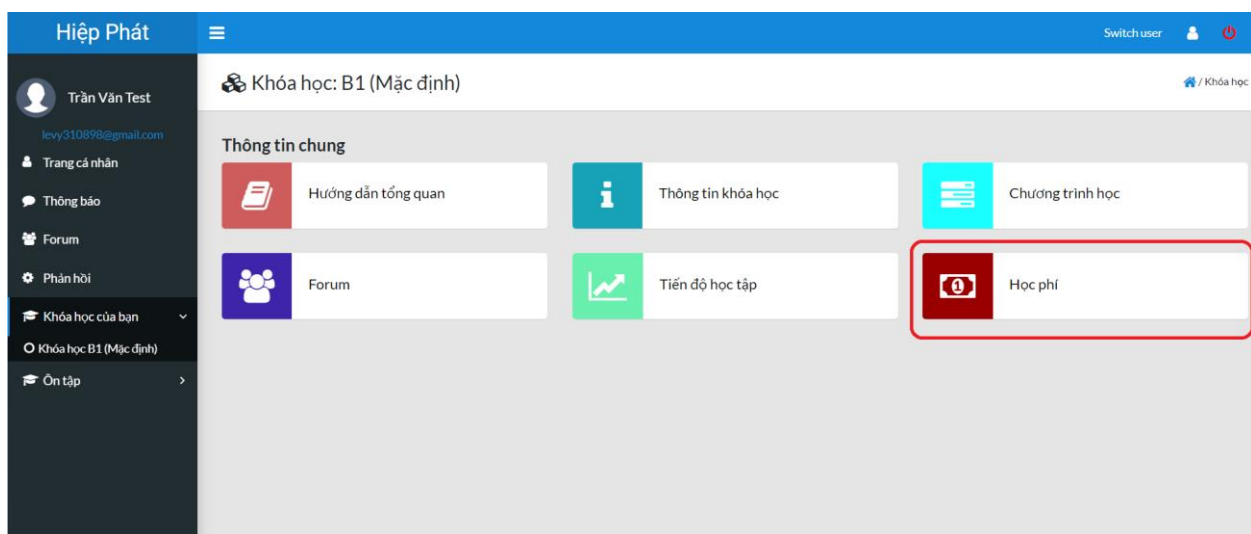 Hiệp Phát
Switch user
Khóa học: B1 (Mặc định)
/ Khóa học
Trần Văn Test
levy310898@gmail.com
Trang cá nhân
Thông báo
Forum
Phản hồi
Khóa học của bạn
Khóa học B1 (Mặc định)
Ôn tập
Thông tin chung
Hướng dẫn tổng quan
Thông tin khóa học
Chương trình học
Forum
Tiến độ học tập
Học phí